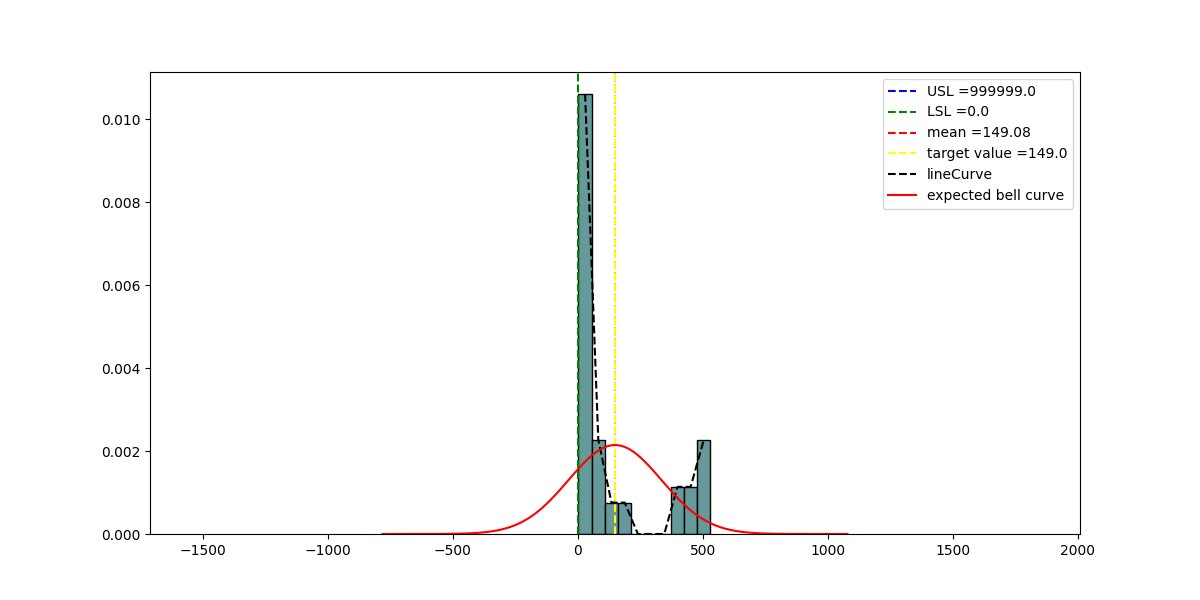 USL =999999.0
LSL =0.0
mean =149.08
target value =149.0
lineCurve
expected bell curve
0.010
0.008
0.006
0.004
0.002
0.000
−1500 −1000 −500 0 500 1000 1500 2000